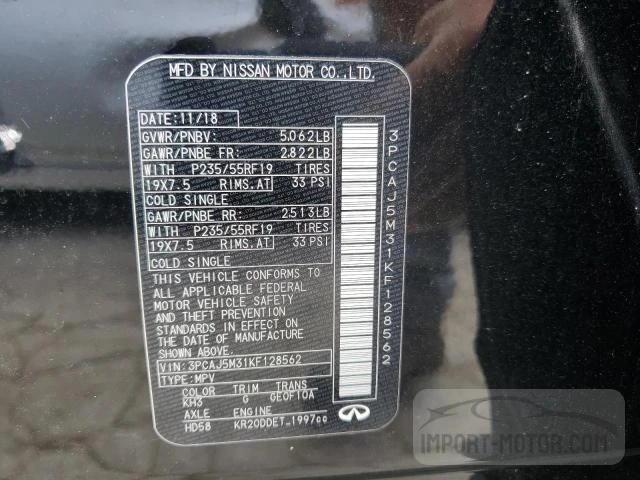 MFD BY NISSAN MOTOR CO.,LTD.
DATE: 11/18
GVWR/PNBV: 5,062LB
GAWR/PNBE FR: 2,822LB
WITH P235/55RF19 TIRES
19X7.5 RIMS.AT 33 PSI
COLD SINGLE
GAWR/PNBE RR: 2,513LB
WITH P235/55RF19 TIRES
19X7.5 RIMS.AT 33 PSI
COLD SINGLE
THIS VEHICLE CONFORMS TO
ALL APPLICABLE FEDERAL
MOTOR VEHICLE SAFETY
AND THEFT PREVENTION
STANDARDS IN EFFECT ON
THE DATE OF MANUFACTURE
SHOWN ABOVE.
VIN: 3PCAJ5M31KF128562
TYPE: MPV
COLOR TRIM TRANS
KH3 G GE0F10A
AXLE ENGINE
HD58 KR20DDET-1997cc
3PCAJ5M31KF128562
IMPORT-MOTOR.COM